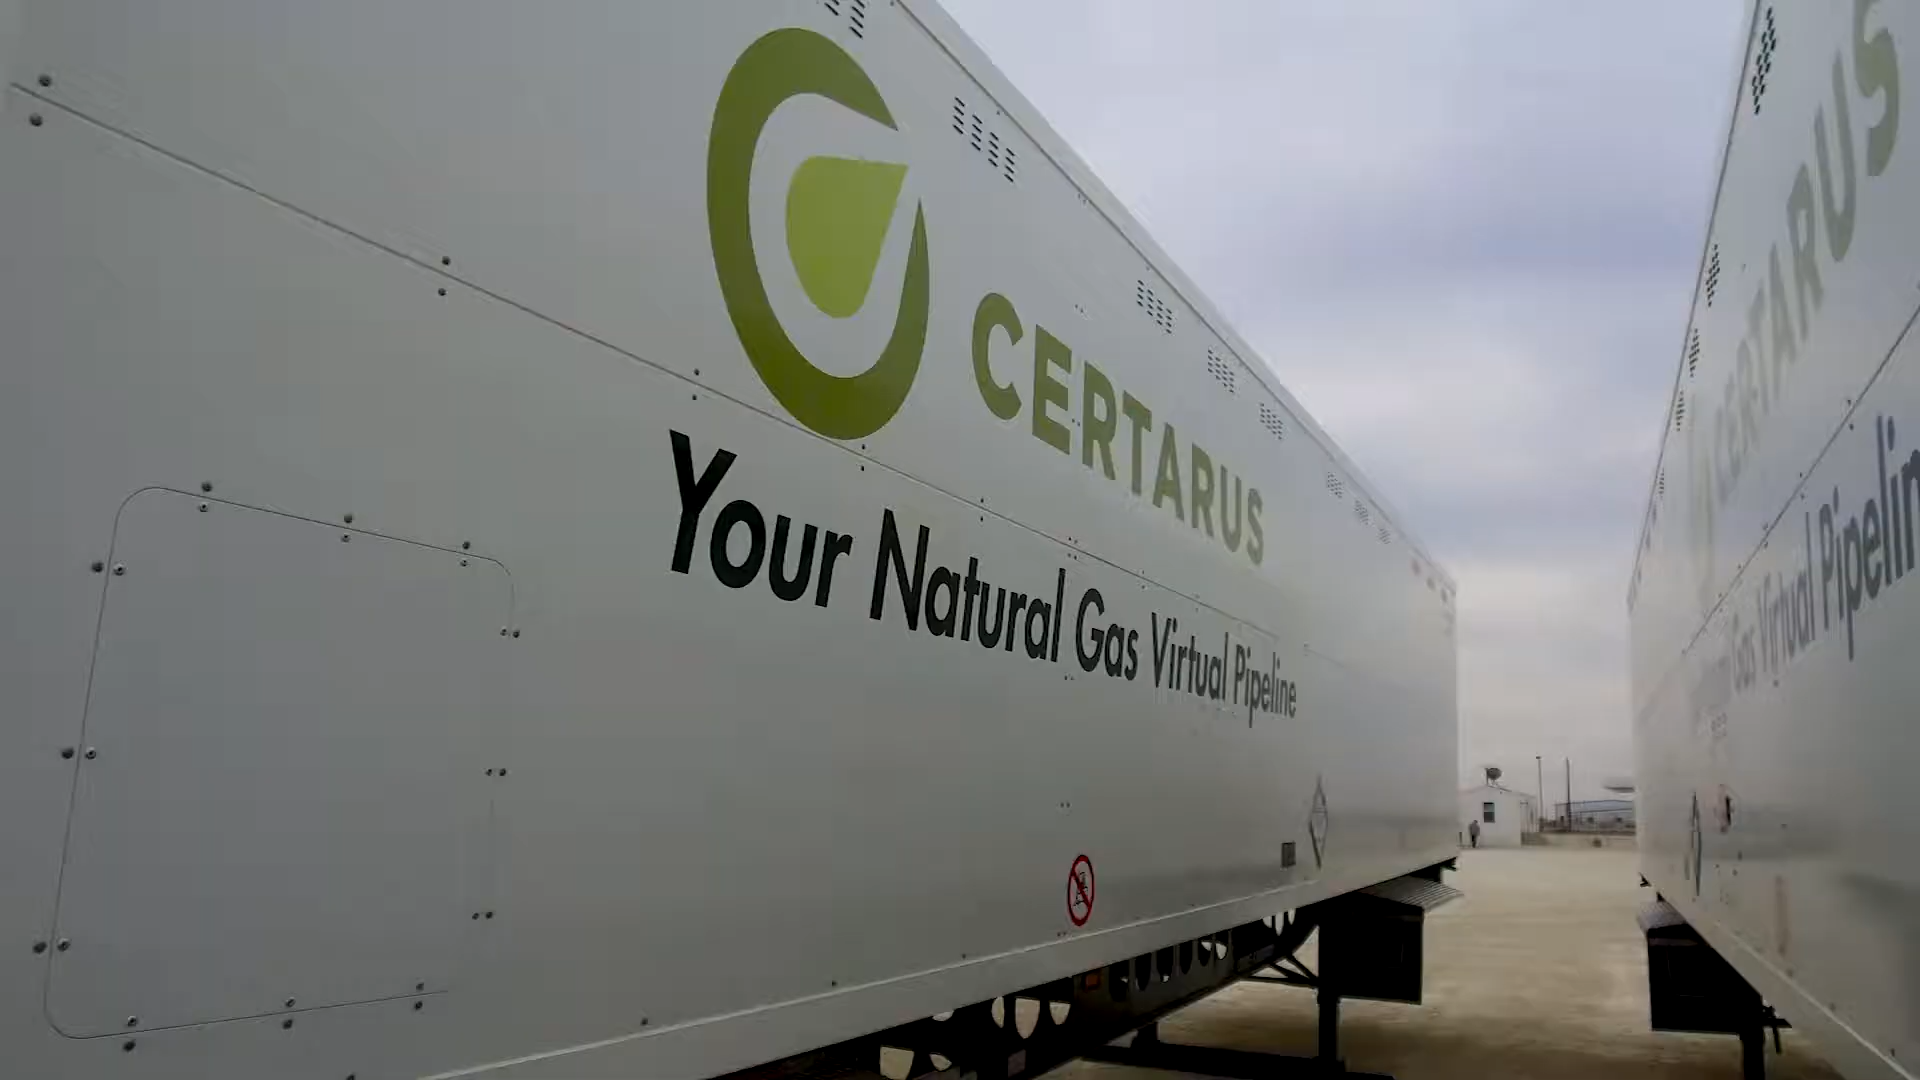 CERTARUS
Your Natural Gas Virtual Pipeline
CERTARUS
Gas Virtual Pipelin